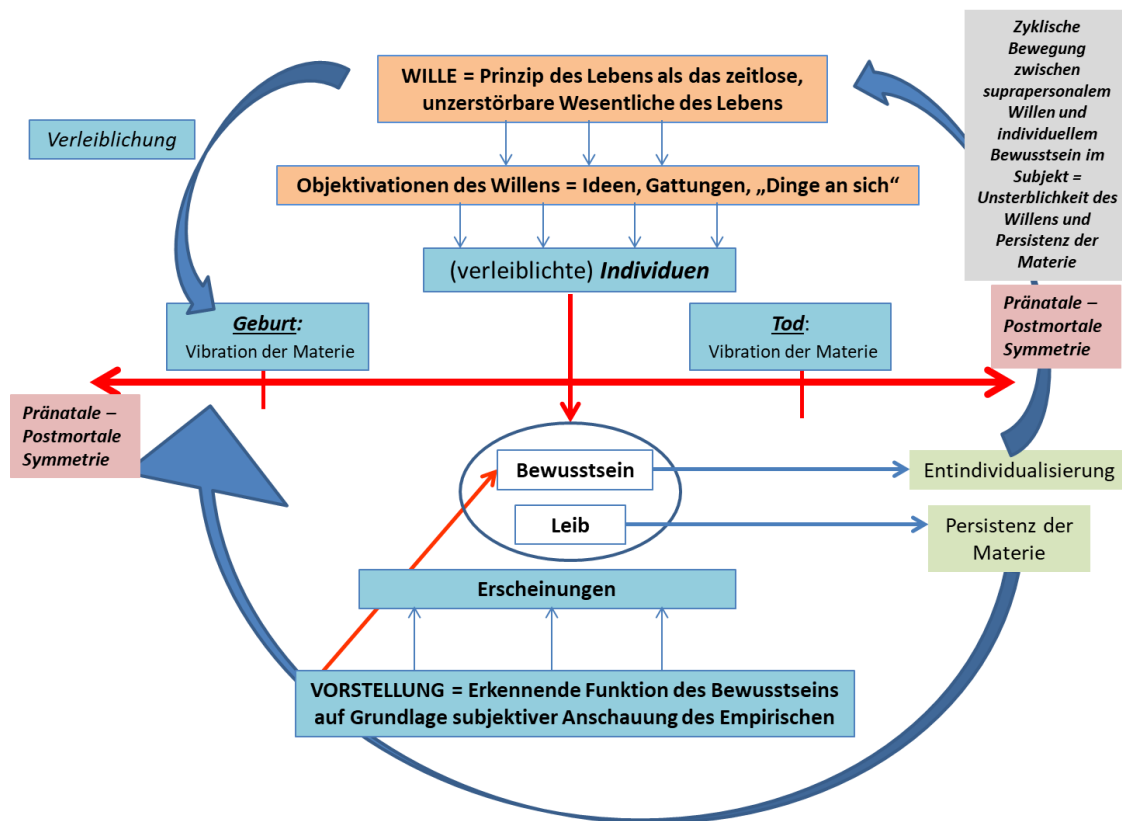 WILLE = Prinzip des Lebens als das zeitlose,
unzerstörbare Wesentliche des Lebens
Zyklische
Bewegung
zwischen
suprapersonalem
Willen und
individuellem
Bewusstsein im
Subjekt =
Unsterblichkeit des
Willens und
Persistenz der
Materie
Verleiblichung
Objektivationen des Willens = Ideen, Gattungen, „Dinge an sich“
(verleiblichte) Individuen
Geburt:
Vibration der Materie
Tod:
Vibration der Materie
Pränatale –
Postmortale
Symmetrie
Pränatale –
Postmortale
Symmetrie
Bewusstsein
Entindividualisierung
Leib
Persistenz der
Materie
Erscheinungen
VORSTELLUNG = Erkennende Funktion des Bewusstseins
auf Grundlage subjektiver Anschauung des Empirischen